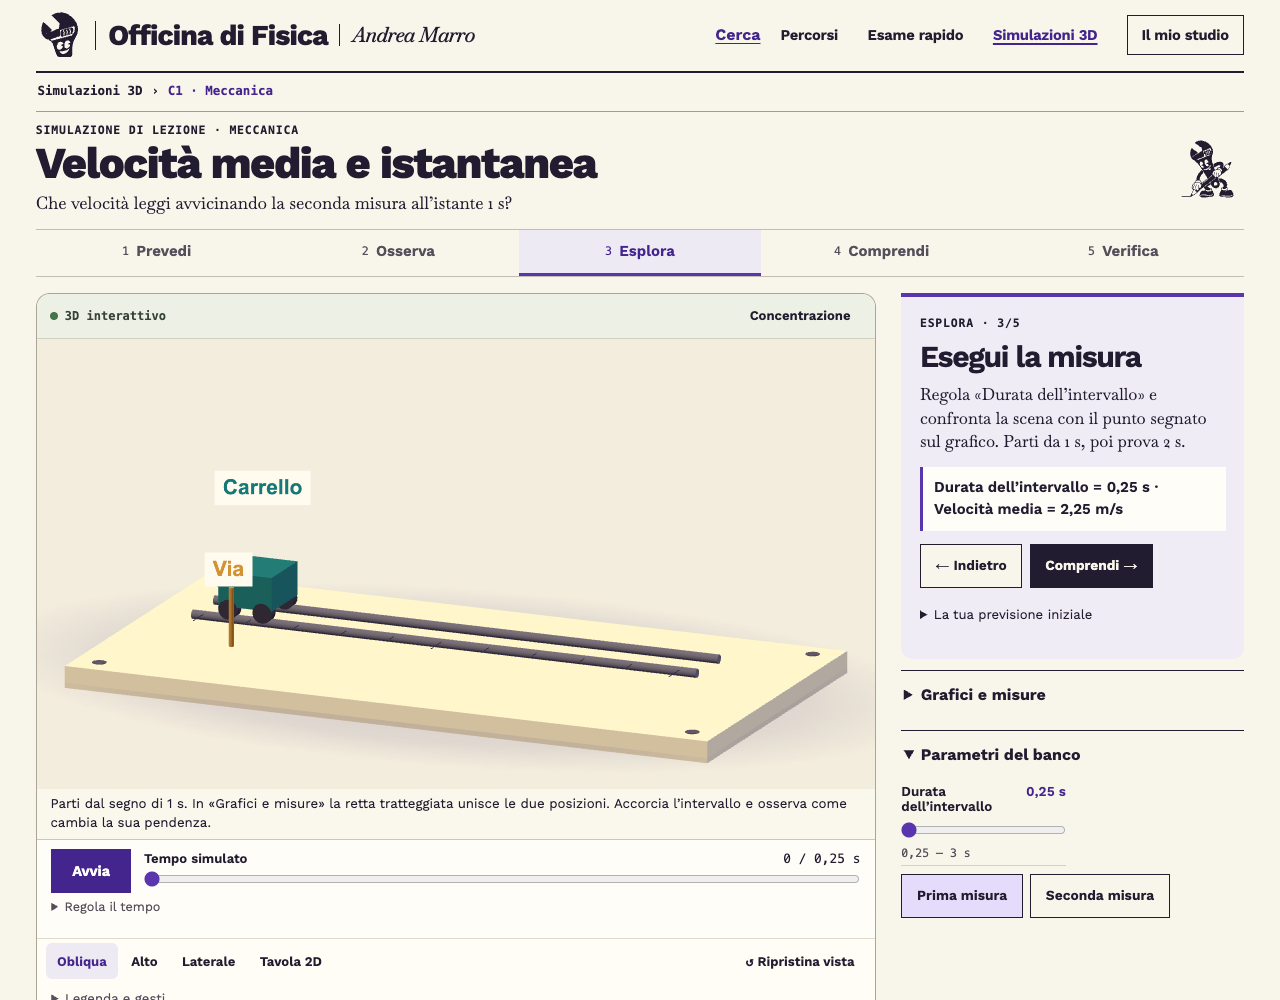 Officina di Fisica
Andrea Marro
Cerca
Percorsi
Esame rapido
Simulazioni 3D
Il mio studio
Simulazioni 3D › C1 · Meccanica
SIMULAZIONE DI LEZIONE · MECCANICA
Velocità media e istantanea
Che velocità leggi avvicinando la seconda misura all’istante 1 s?
1 Prevedi
2 Osserva
3 Esplora
4 Comprendi
5 Verifica
3D interattivo
Concentrazione
Carrello
Via
Parti dal segno di 1 s. In «Grafici e misure» la retta tratteggiata unisce le due posizioni. Accorcia l’intervallo e osserva come
cambia la sua pendenza.
Avvia
Tempo simulato
0 / 0,25 s
▶ Regola il tempo
Obliqua
Alto
Laterale
Tavola 2D
↺ Ripristina vista
▶ Legenda e gesti
ESPLORA · 3/5
Esegui la misura
Regola «Durata dell’intervallo» e
confronta la scena con il punto segnato
sul grafico. Parti da 1 s, poi prova 2 s.
Durata dell’intervallo = 0,25 s ·
Velocità media = 2,25 m/s
← Indietro
Comprendi →
▶ La tua previsione iniziale
▶ Grafici e misure
▼ Parametri del banco
Durata
dell’intervallo
0,25 s
0,25 — 3 s
Prima misura
Seconda misura